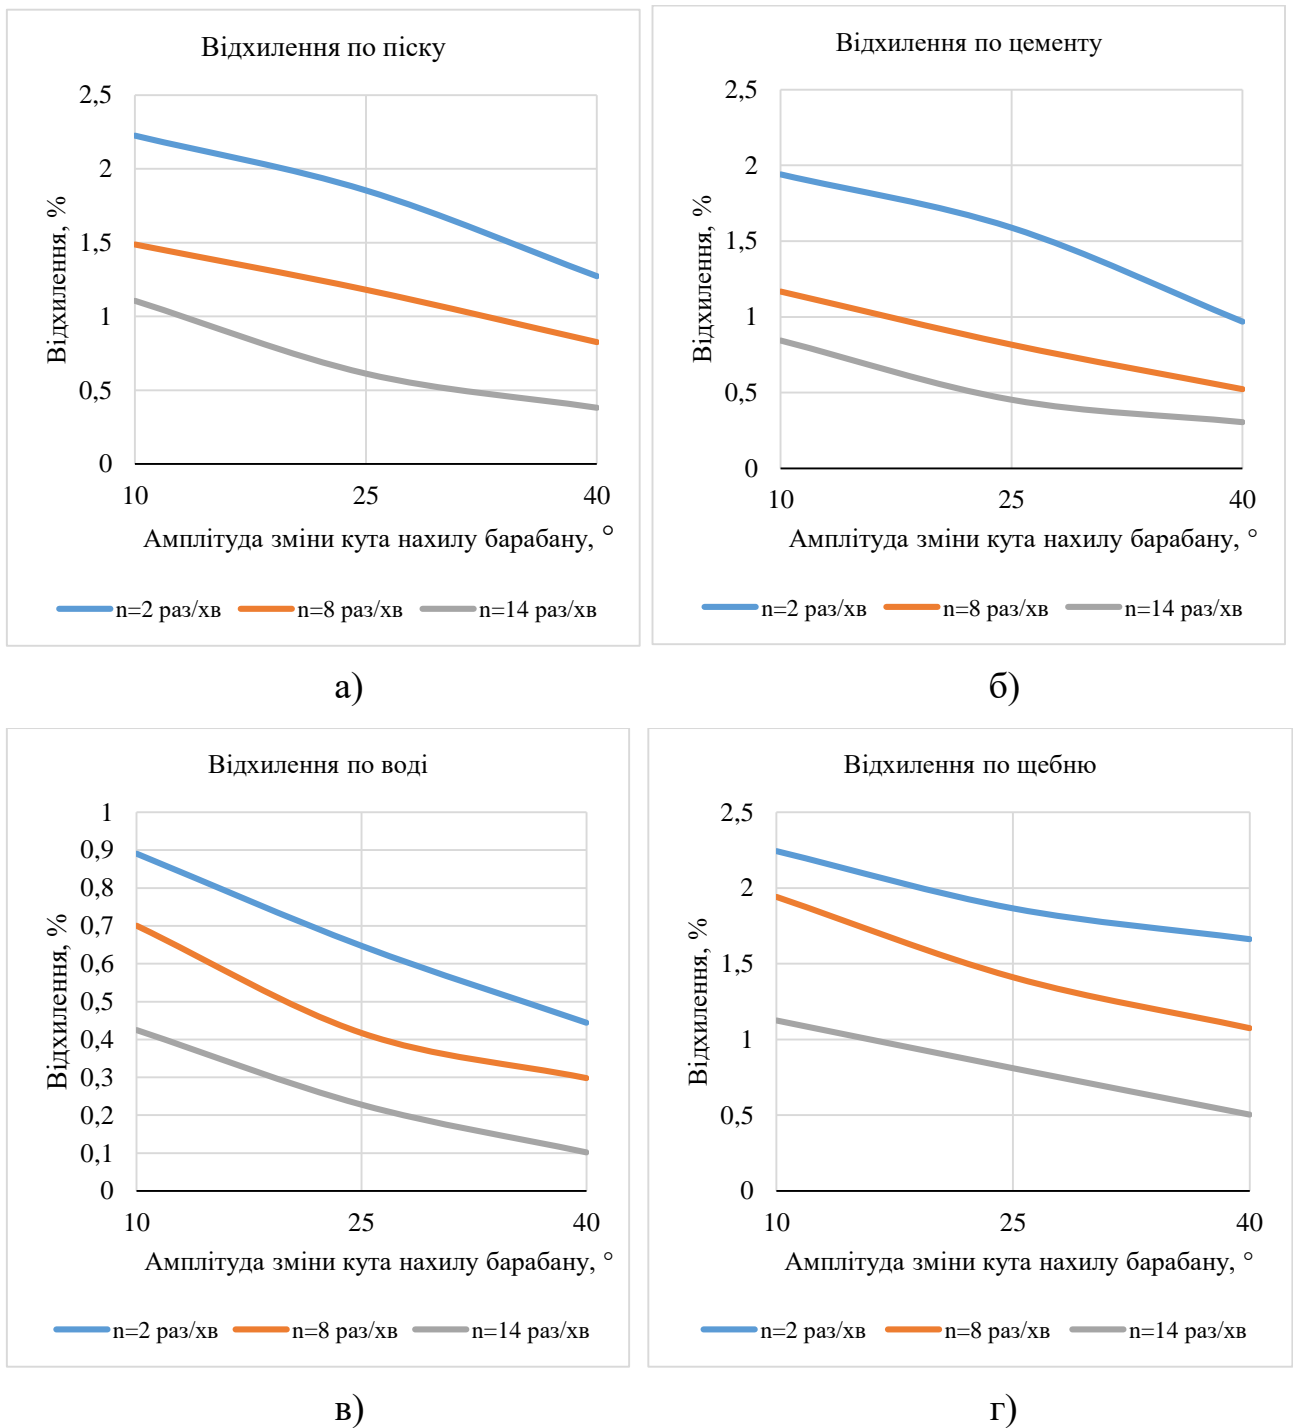 Відхилення по піску
2,5
2
1,5
1
0,5
0
Відхилення, %
10 25 40
Амплітуда зміни кута нахилу барабану, °
n=2 раз/хв n=8 раз/хв n=14 раз/хв
а)
Відхилення по цементу
2,5
2
1,5
1
0,5
0
Відхилення, %
10 25 40
Амплітуда зміни кута нахилу барабану, °
n=2 раз/хв n=8 раз/хв n=14 раз/хв
б)
Відхилення по воді
1
0,9
0,8
0,7
0,6
0,5
0,4
0,3
0,2
0,1
0
Відхилення, %
10 25 40
Амплітуда зміни кута нахилу барабану, °
n=2 раз/хв n=8 раз/хв n=14 раз/хв
в)
Відхилення по щебню
2,5
2
1,5
1
0,5
0
Відхилення, %
10 25 40
Амплітуда зміни кута нахилу барабану, °
n=2 раз/хв n=8 раз/хв n=14 раз/хв
г)